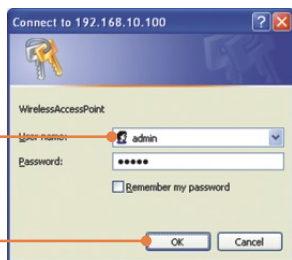 Connect to 192.168.10.100
WirelessAccessPoint
User name:
admin
Password:
•••••
Remember my password
OK
Cancel